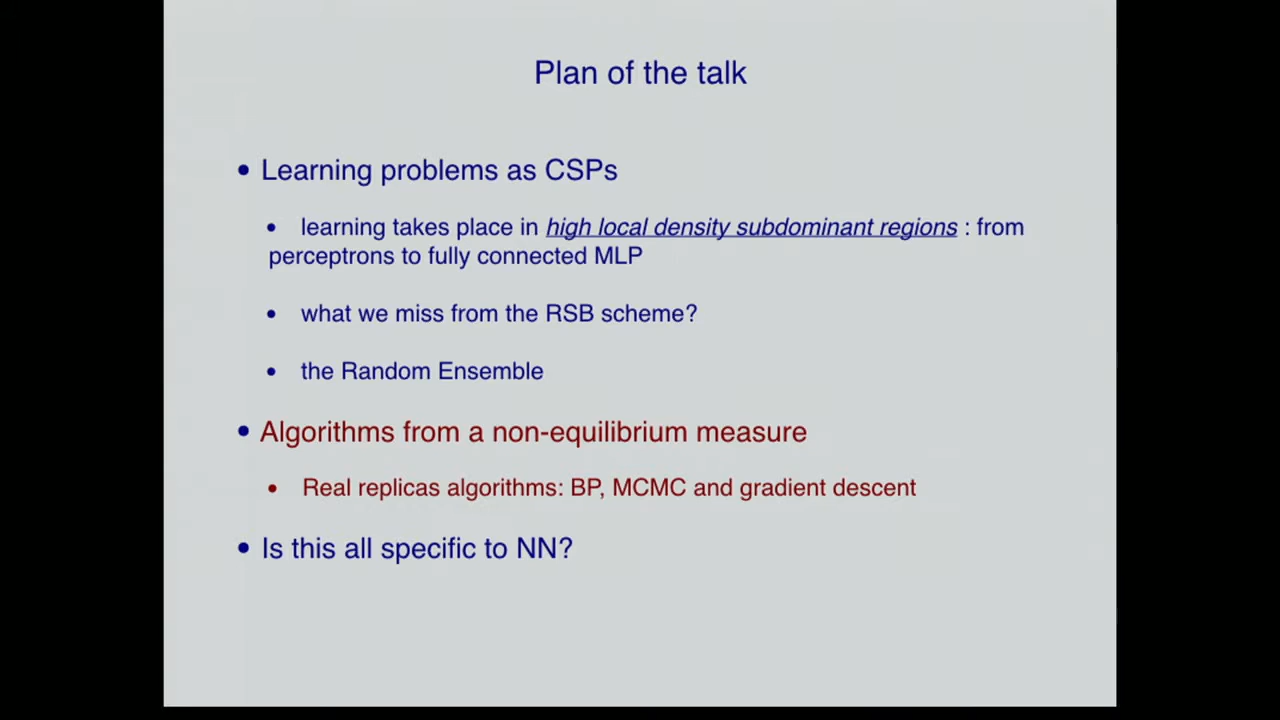 Plan of the talk
• Learning problems as CSPs
• learning takes place in high local density subdominant regions : from
perceptrons to fully connected MLP
• what we miss from the RSB scheme?
• the Random Ensemble
• Algorithms from a non-equilibrium measure
• Real replicas algorithms: BP, MCMC and gradient descent
• Is this all specific to NN?